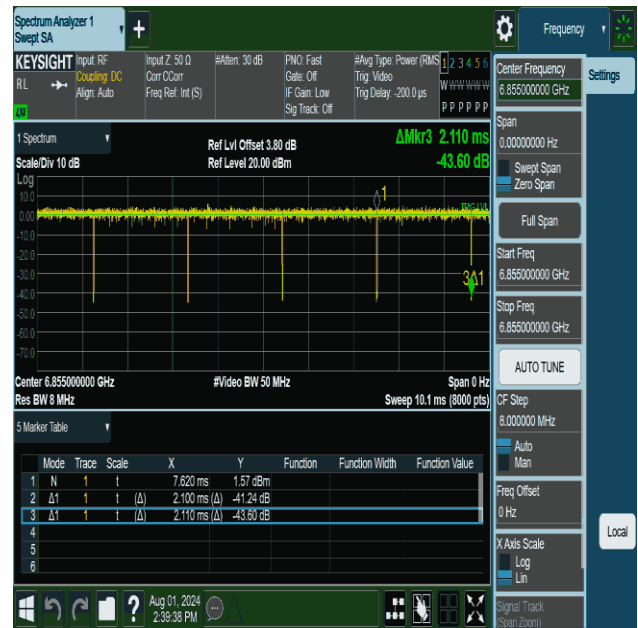 Spectrum Analyzer 1
Swept SA
Frequency
KEYSIGHT
RL
LXI
Input: RF
Coupling: DC
Align: Auto
Input Z: 50 Ω
Corr CCorr
Freq Ref: Int (S)
#Atten: 30 dB
PNO: Fast
Gate: Off
IF Gain: Low
Sig Track: Off
#Avg Type: Power (RMS
Trig: Video
Trig Delay: -200.0 µs
1 2 3 4 5 6
W W W W W W
P P P P P P
1 Spectrum
Scale/Div 10 dB
Log
Ref Lvl Offset 3.80 dB
Ref Level 20.00 dBm
ΔMkr3 2.110 ms
-43.60 dB
10.0
0.00
-10.0
-20.0
-30.0
-40.0
-50.0
-60.0
-70.0
1
TRIG LVL
3Δ1
Center 6.855000000 GHz
#Video BW 50 MHz
Span 0 Hz
Res BW 8 MHz
Sweep 10.1 ms (8000 pts)
5 Marker Table
Mode Trace Scale X Y Function Function Width Function Value
1 N 1 t 7.620 ms 1.57 dBm
2 Δ1 1 t (Δ) 2.100 ms (Δ) -41.24 dB
3 Δ1 1 t (Δ) 2.110 ms (Δ) -43.60 dB
4
5
6
Aug 01, 2024
2:39:38 PM
?
Center Frequency
6.855000000 GHz
Span
0.00000000 Hz
Swept Span
Zero Span
Full Span
Start Freq
6.855000000 GHz
Stop Freq
6.855000000 GHz
AUTO TUNE
CF Step
8.000000 MHz
Auto
Man
Freq Offset
0 Hz
X Axis Scale
Log
Lin
Signal Track
(Span Zoom)
Settings
Local